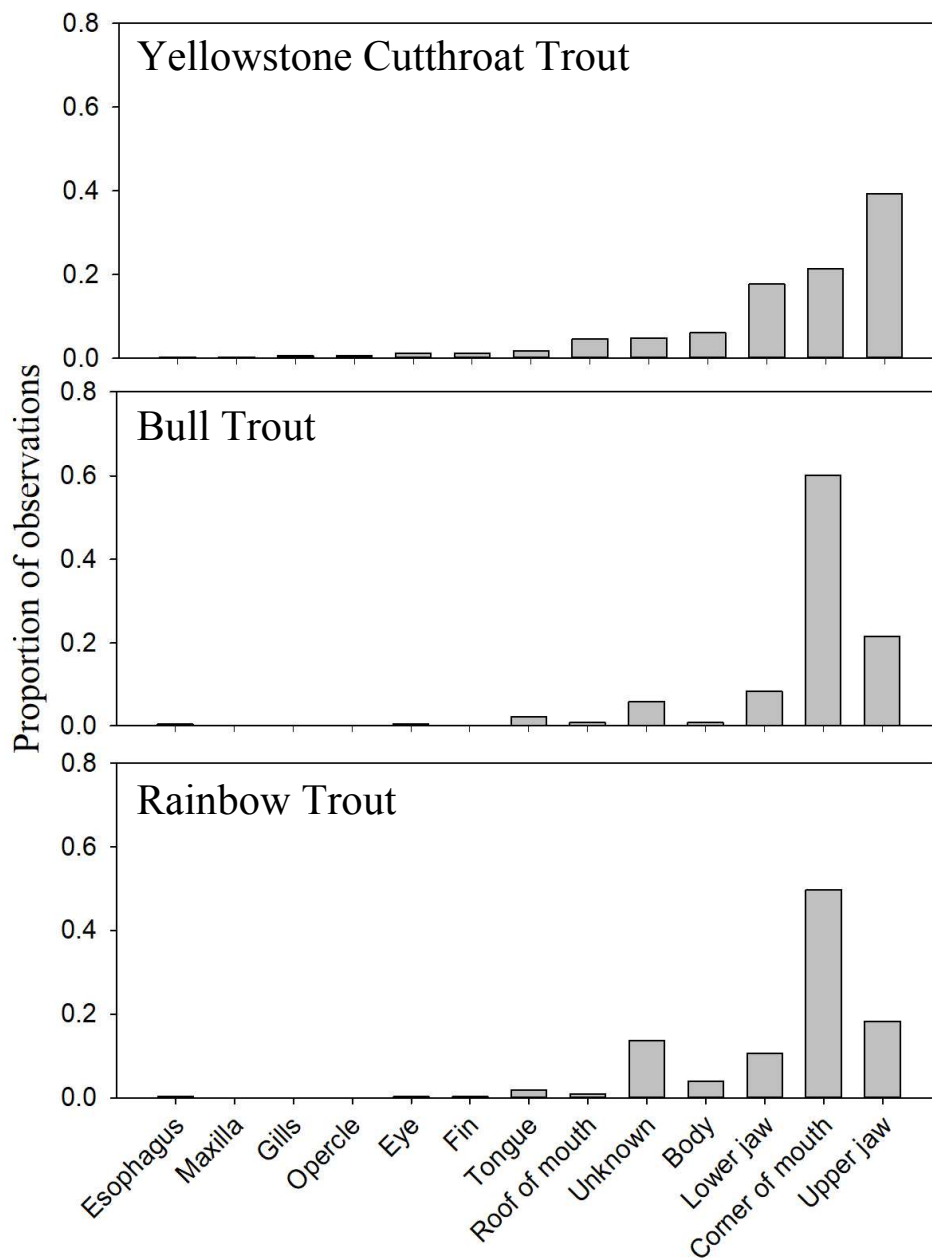 Proportion of observations
Yellowstone Cutthroat Trout
0.8
0.6
0.4
0.2
0.0
Bull Trout
0.8
0.6
0.4
0.2
0.0
Rainbow Trout
0.8
0.6
0.4
0.2
0.0
Esophagus
Maxilla
Gills
Opercle
Eye
Fin
Tongue
Roof of mouth
Unknown
Body
Lower jaw
Corner of mouth
Upper jaw